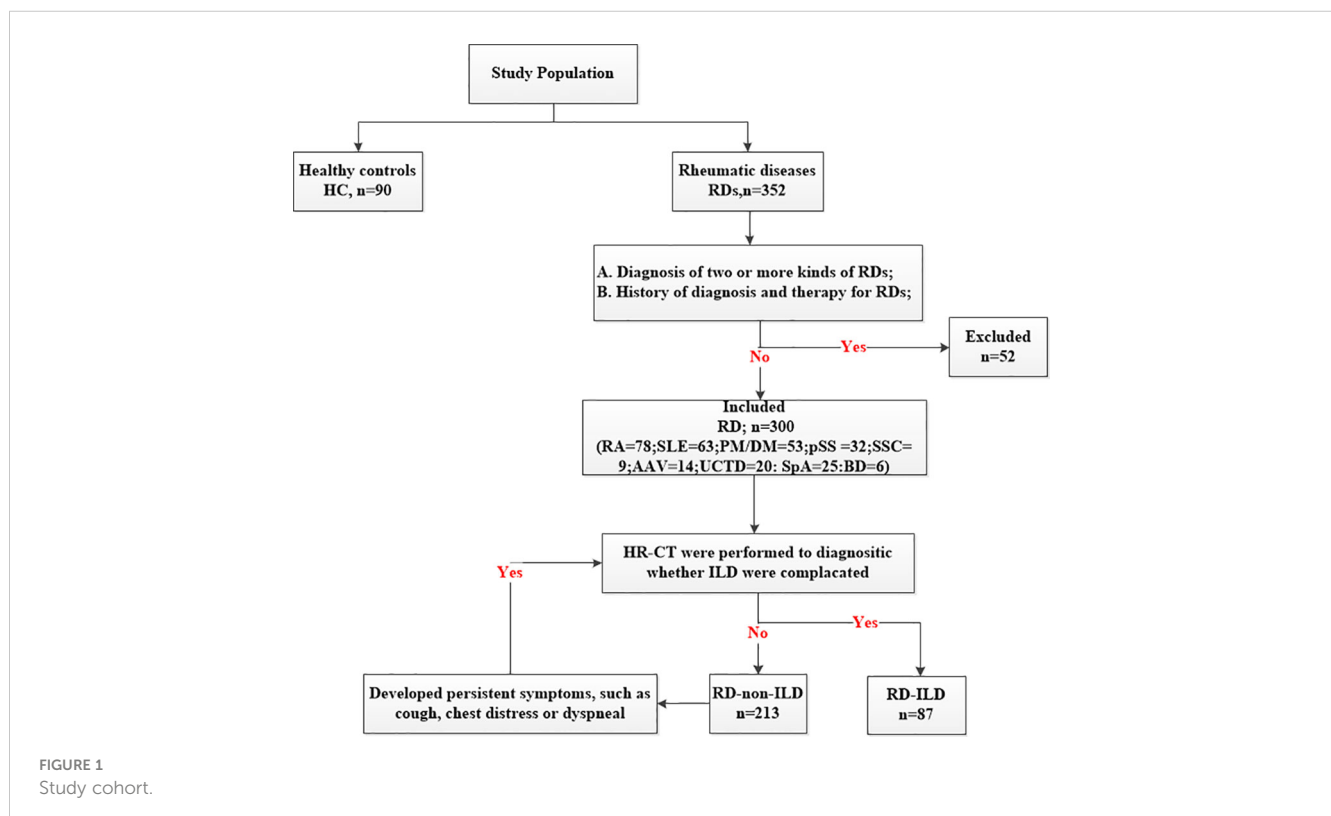 Study Population
Healthy controls
HC, n=90
Rheumatic diseases
RDs,n=352
A. Diagnosis of two or more kinds of RDs;
B. History of diagnosis and therapy for RDs;
Yes
Excluded
n=52
No
Included
RD; n=300
(RA=78;SLE=63;PM/DM=53;pSS =32;SSC=
9;AAV=14;UCTD=20: SpA=25:BD=6)
HR-CT were performed to diagnositic
whether ILD were complacated
Yes
Yes
No
Developed persistent symptoms, such as
cough, chest distress or dyspneal
RD-non-ILD
n=213
RD-ILD
n=87
FIGURE 1
Study cohort.